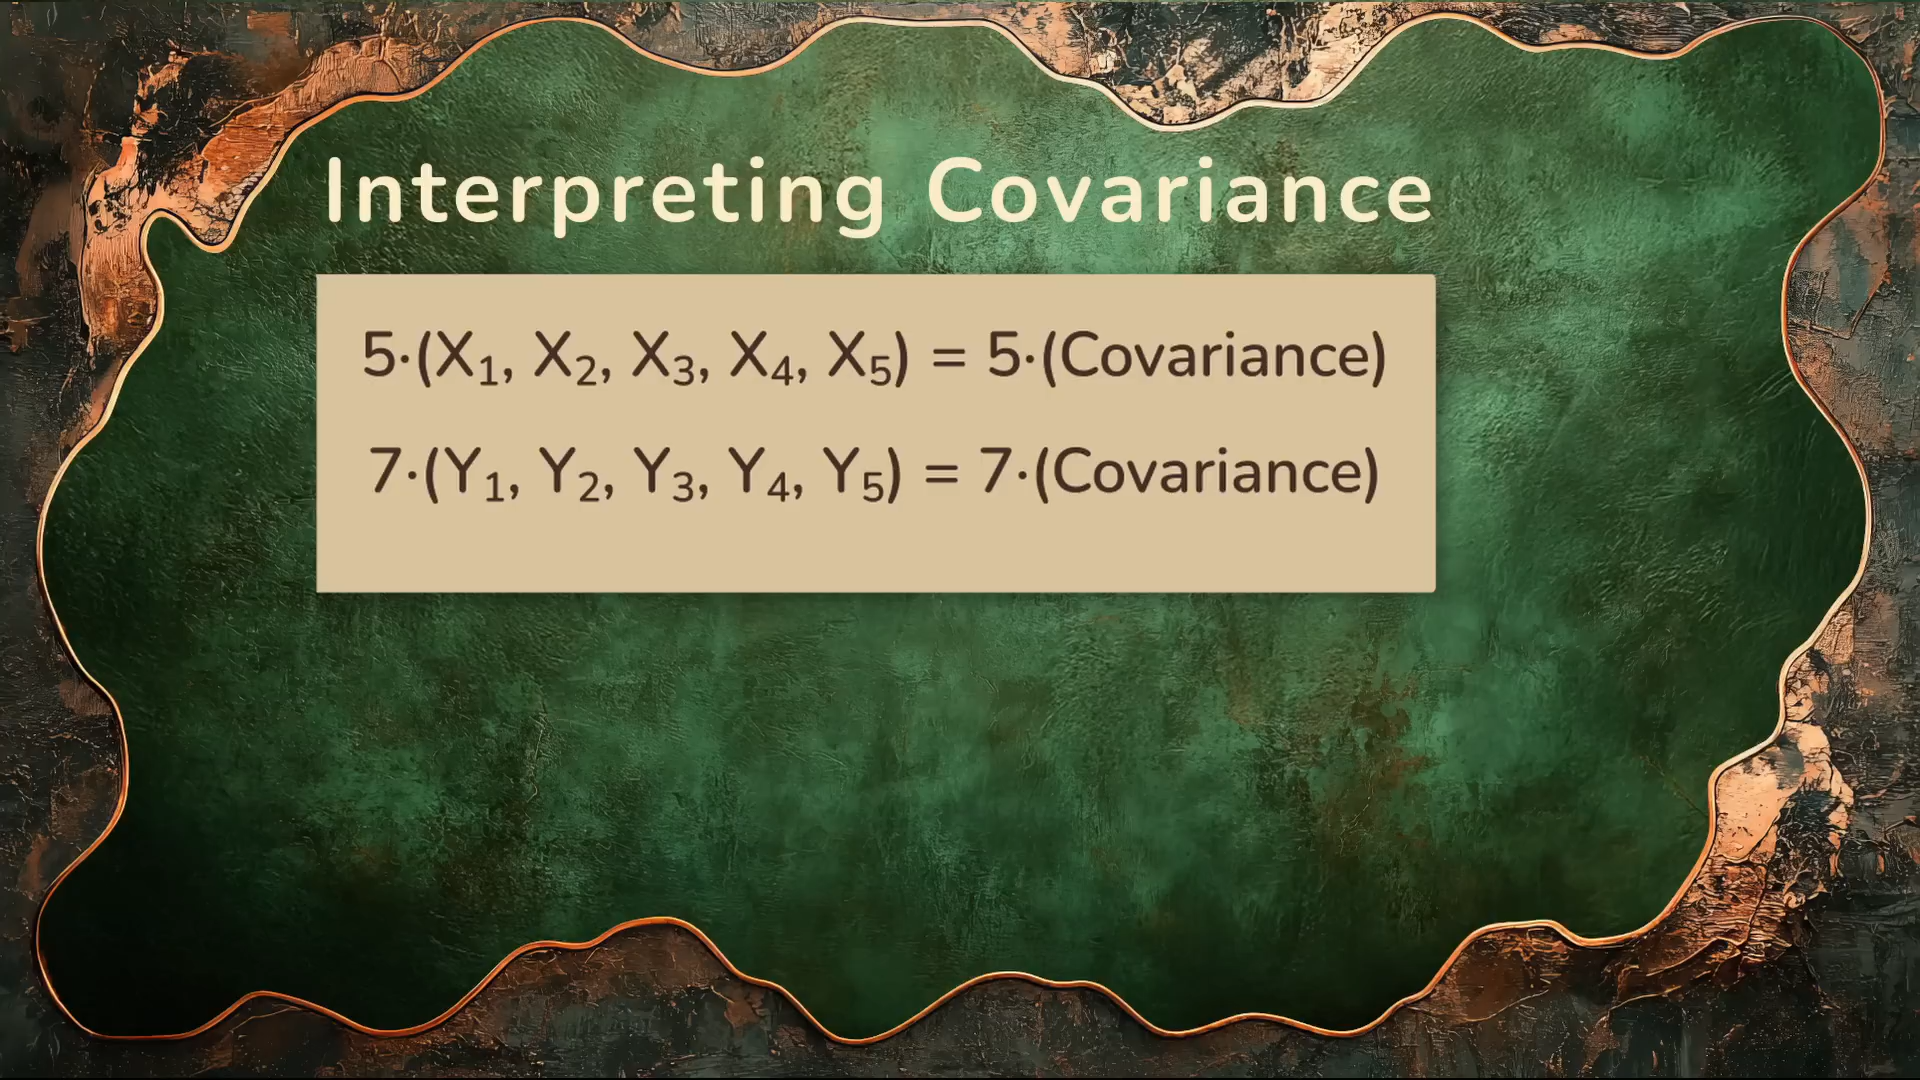 Interpreting Covariance
5·(X₁, X₂, X₃, X₄, X₅) = 5·(Covariance)
7·(Y₁, Y₂, Y₃, Y₄, Y₅) = 7·(Covariance)